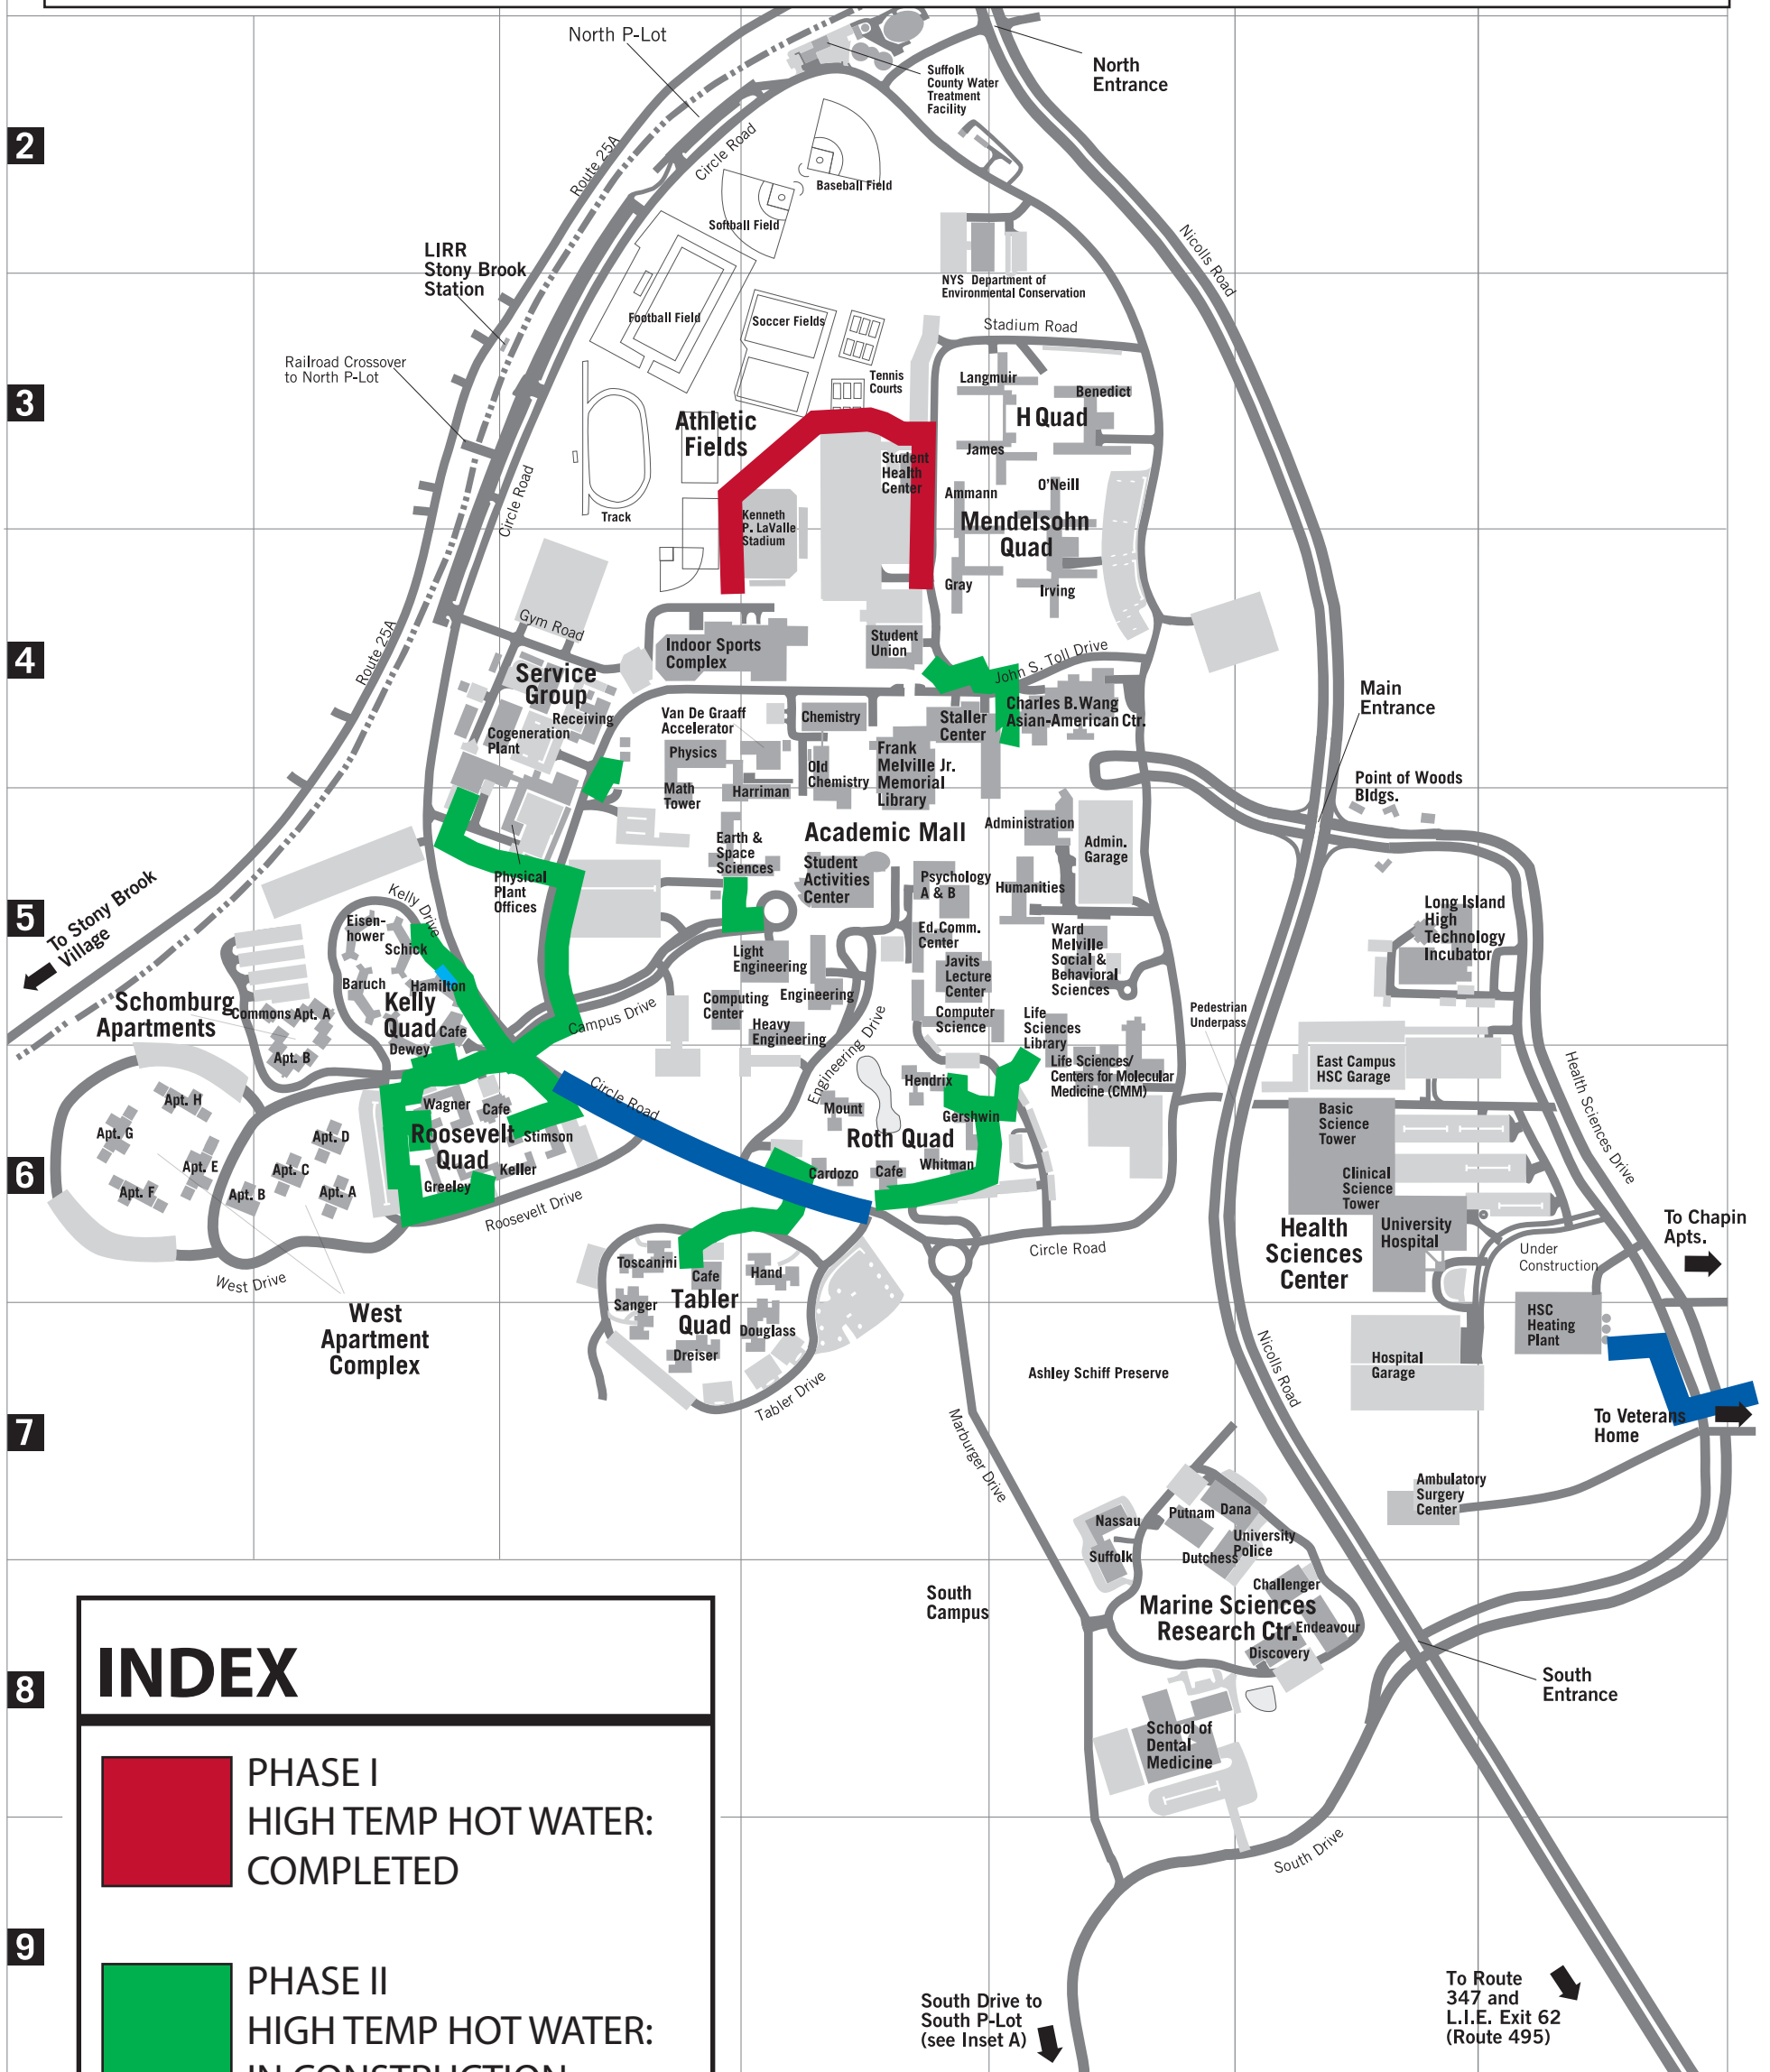 North P-Lot
Suffolk
County Water
Treatment
Facility
North
Entrance
2
Route 25A
Circle Road
Baseball Field
Softball Field
Nicolls Road
LIRR
Stony Brook
Station
NYS Department of
Environmental Conservation
Football Field
Soccer Fields
Stadium Road
Railroad Crossover
to North P-Lot
Tennis
Courts
Langmuir
Benedict
3
Athletic
Fields
H Quad
James
Student
Health
Center
Circle Road
Ammann
O'Neill
Track
Kenneth
P. LaValle
Stadium
Mendelsohn
Quad
Gray
Irving
Gym Road
Route 25A
4
Indoor Sports
Complex
Student
Union
John S. Toll Drive
Service
Group
Receiving
Cogeneration
Plant
Van De Graaff
Accelerator
Chemistry
Staller
Center
Charles B. Wang
Asian-American Ctr.
Main
Entrance
Physics
Old
Chemistry
Frank
Melville Jr.
Memorial
Library
Math
Tower
Harriman
Point of Woods
Bldgs.
Academic Mall
Administration
Admin.
Garage
Earth &
Space
Sciences
Student
Activities
Center
Psychology
A & B
Humanities
Physical
Plant
Offices
5
To Stony Brook
Village
Kelly Drive
Eisen-
hower
Schick
Long Island
High
Technology
Incubator
Ed. Comm.
Center
Ward
Melville
Social &
Behavioral
Sciences
Light
Engineering
Javits
Lecture
Center
Baruch
Hamilton
Schomburg
Apartments
Commons
Apt. A
Kelly
Quad
Cafe
Dewey
Apt. B
Campus Drive
Computing
Center
Engineering
Heavy
Engineering
Engineering Drive
Computer
Science
Life
Sciences
Library
Pedestrian
Underpass
Life Sciences/
Centers for Molecular
Medicine (CMM)
East Campus
HSC Garage
Health Sciences Drive
Apt. H
Apt. G
Apt. D
Apt. E
Apt. C
Apt. F
Apt. B
Apt. A
Wagner
Cafe
Roosevelt
Quad
Stimson
Keller
Greeley
Circle Road
Hendrix
Mount
Gershwin
Roth Quad
Cardozo
Cafe
Whitman
Basic
Science
Tower
Clinical
Science
Tower
6
Roosevelt Drive
West Drive
Circle Road
Health
Sciences
Center
University
Hospital
To Chapin
Apts.
Under
Construction
Toscanini
Cafe
Hand
Sanger
Tabler
Quad
Douglass
Dreiser
Tabler Drive
West
Apartment
Complex
HSC
Heating
Plant
Hospital
Garage
Ashley Schiff Preserve
Nicolls Road
Marburger Drive
To Veterans
Home
7
Ambulatory
Surgery
Center
Nassau
Putnam
Dana
University
Police
Suffolk
Dutchess
Challenger
South
Campus
Marine Sciences
Research Ctr.
Endeavour
Discovery
8
South
Entrance
School of
Dental
Medicine
South Drive
INDEX
PHASE I
HIGH TEMP HOT WATER:
COMPLETED
9
PHASE II
HIGH TEMP HOT WATER:
IN CONSTRUCTION
South Drive to
South P-Lot
(see Inset A)
To Route
347 and
L.I.E. Exit 62
(Route 495)